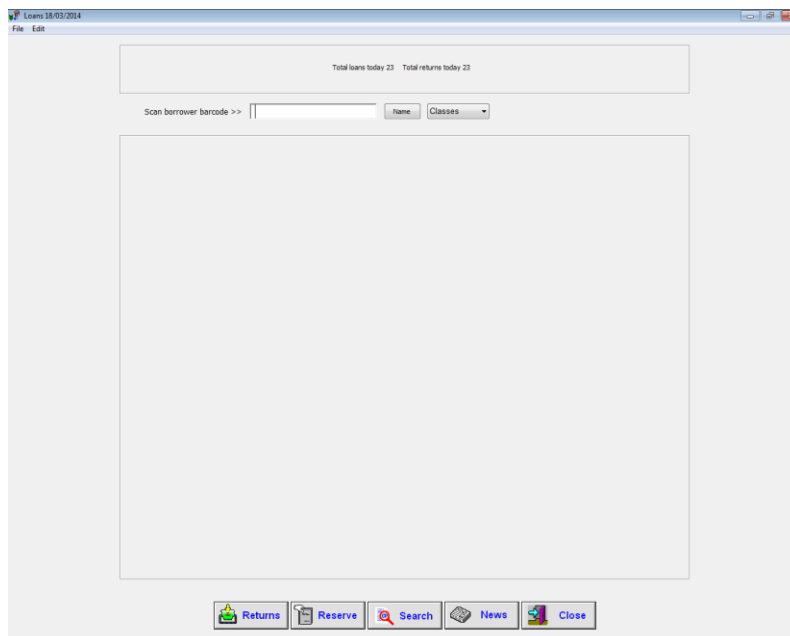 Loans 18/03/2014
File Edit
Total loans today 23 Total returns today 23
Scan borrower barcode >> Name Classes
Returns Reserve Search News Close